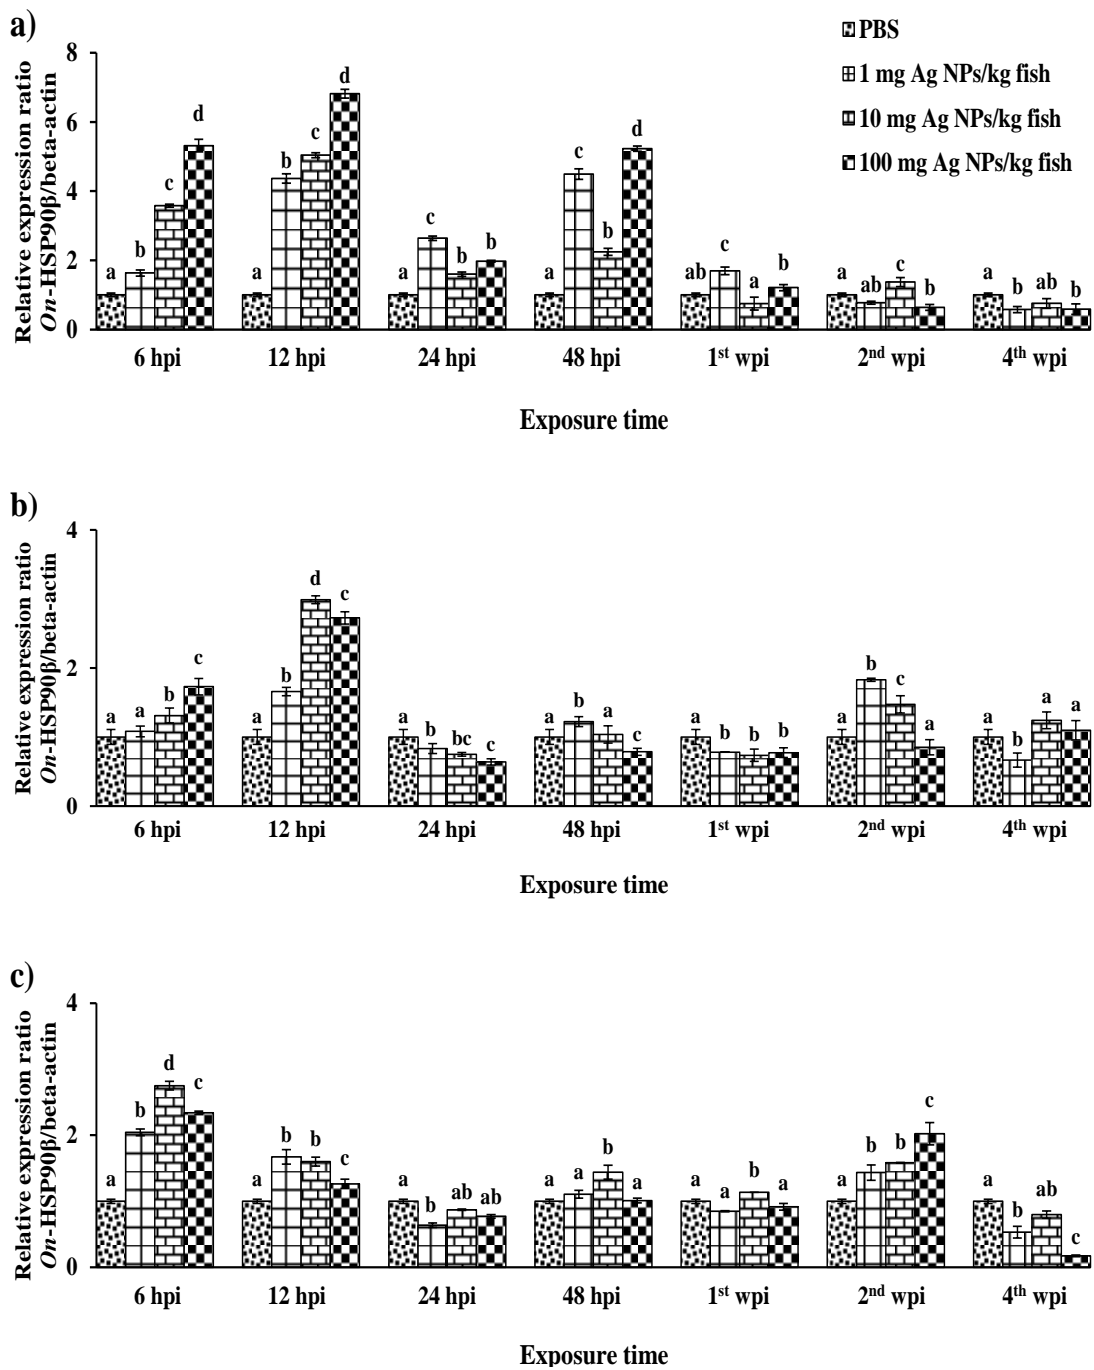 a)
PBS
1 mg Ag NPs/kg fish
10 mg Ag NPs/kg fish
100 mg Ag NPs/kg fish
Relative expression ratio
On-HSP90β/beta-actin
8
6
4
2
0
a b c d
a b c d
a c b b
a c b d
ab c a b
a ab c b
a b ab b
6 hpi 12 hpi 24 hpi 48 hpi 1st wpi 2nd wpi 4th wpi
Exposure time
b)
Relative expression ratio
On-HSP90β/beta-actin
4
2
0
a a b c
a b d c
a b bc c
a b a c
a b b b
a b c a
a b a a
6 hpi 12 hpi 24 hpi 48 hpi 1st wpi 2nd wpi 4th wpi
Exposure time
c)
Relative expression ratio
On-HSP90β/beta-actin
4
2
0
a b d c
a b b c
a b ab ab
a a b a
a a b a
a b b c
a b ab c
6 hpi 12 hpi 24 hpi 48 hpi 1st wpi 2nd wpi 4th wpi
Exposure time